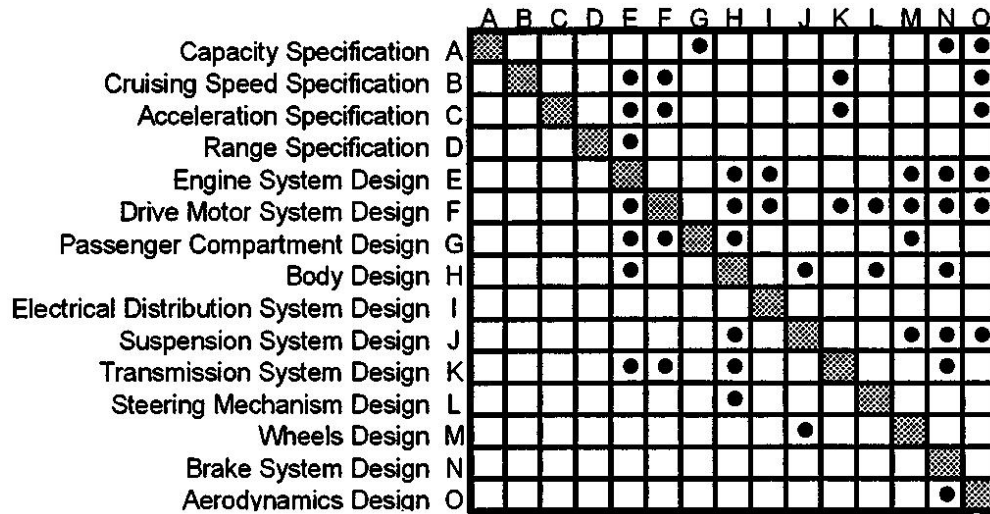 A B C D E F G H I J K L M N O
Capacity Specification A
Cruising Speed Specification B
Acceleration Specification C
Range Specification D
Engine System Design E
Drive Motor System Design F
Passenger Compartment Design G
Body Design H
Electrical Distribution System Design I
Suspension System Design J
Transmission System Design K
Steering Mechanism Design L
Wheels Design M
Brake System Design N
Aerodynamics Design O